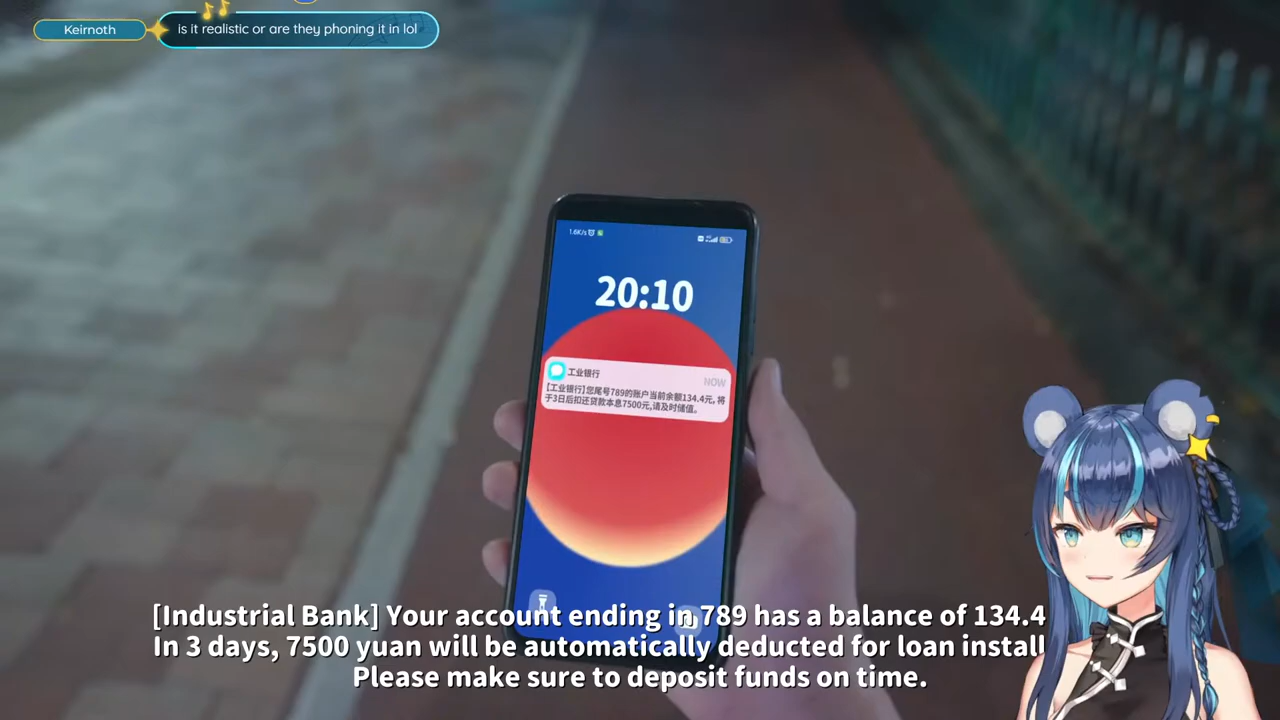 Keirnoth
is it realistic or are they phoning it in lol
1.6K/s
20:10
工业银行
NOW
[工业银行]您尾号789的账户当前余额134.4元,将
于3日后扣还贷款本息7500元,请及时储值。
[Industrial Bank] Your account ending in 789 has a balance of 134.4
In 3 days, 7500 yuan will be automatically deducted for loan install
Please make sure to deposit funds on time.